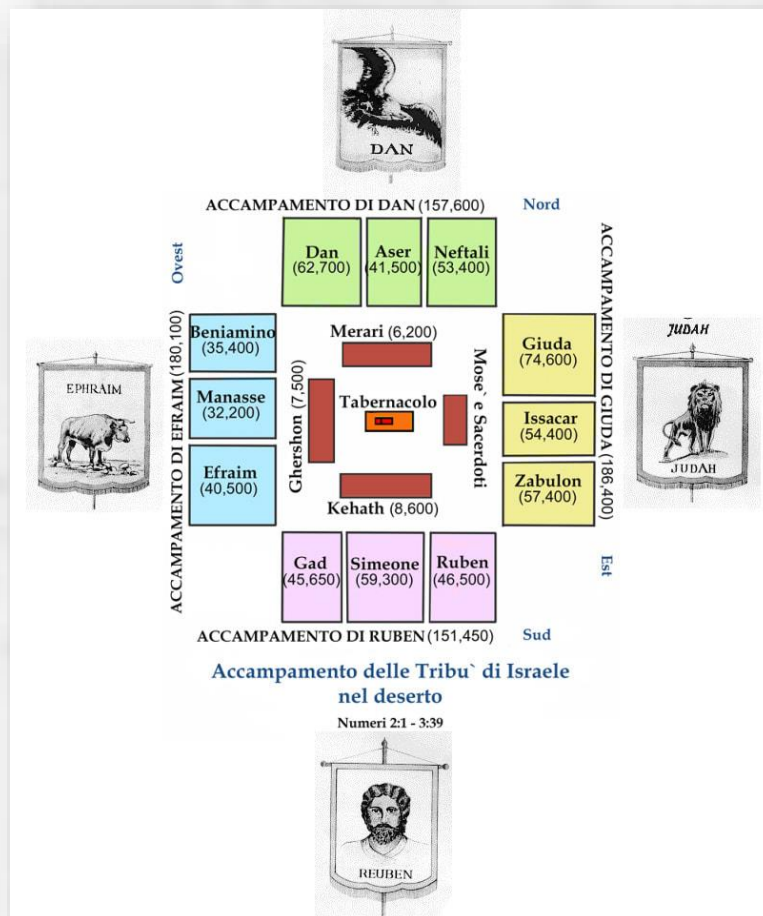 DAN
ACCAMPAMENTO DI DAN (157,600)
Nord
Ovest
Dan
(62,700)
Aser
(41,500)
Neftali
(53,400)
ACCAMPAMENTO DI EFRAIM (180,100)
Beniamino
(35,400)
Manasse
(32,200)
Efraim
(40,500)
EPHRAIM
Merari (6,200)
Ghershon (7,500)
Tabernacolo
Mose` e Sacerdoti
Kehath (8,600)
Giuda
(74,600)
Issacar
(54,400)
Zabulon
(57,400)
ACCAMPAMENTO DI GIUDA (186,400)
JUDAH
JUDAH
Est
Gad
(45,650)
Simeone
(59,300)
Ruben
(46,500)
ACCAMPAMENTO DI RUBEN (151,450)
Sud
Accampamento delle Tribu` di Israele
nel deserto
Numeri 2:1 - 3:39
REUBEN